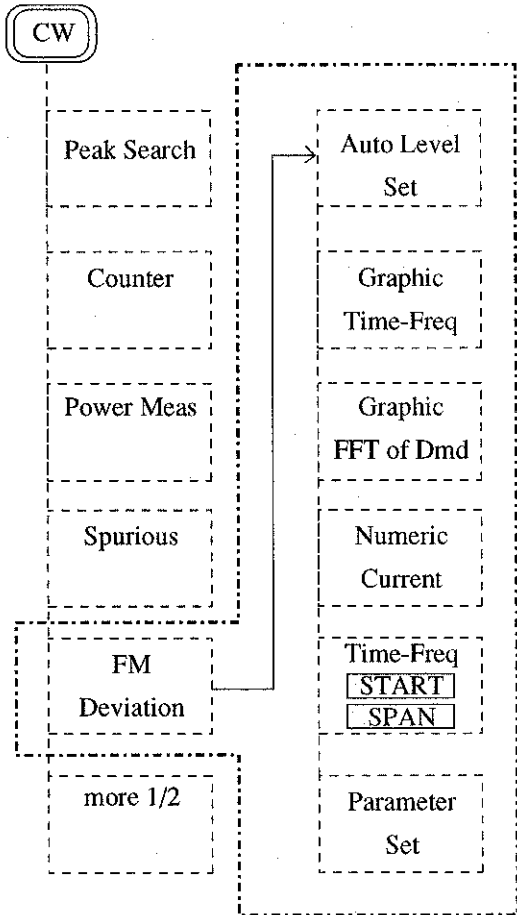 CW
Peak Search
Counter
Power Meas
Spurious
FM
Deviation
more 1/2
Auto Level
Set
Graphic
Time-Freq
Graphic
FFT of Dmd
Numeric
Current
Time-Freq
START
SPAN
Parameter
Set